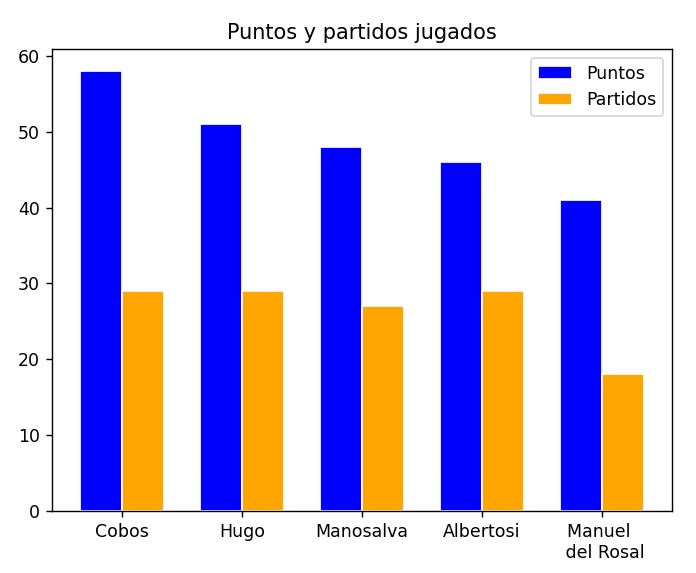 Puntos y partidos jugados
Puntos
Partidos
60
50
40
30
20
10
0
Cobos Hugo Manosalva Albertosi Manuel
del Rosal